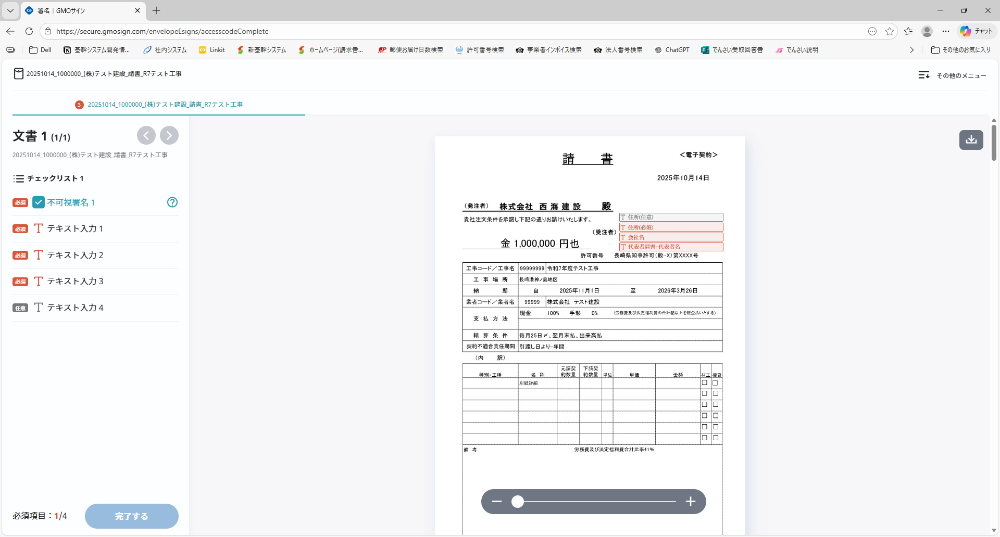 署名 | GMOサイン
https://secure.gmosign.com/envelopeEsigns/accesscodeComplete
チャット
Dell
基幹システム開発情...
社内システム
Linkit
新基幹システム
ホームページ(請求書...
郵便お届け日数検索
許可番号検索
事業者インボイス検索
法人番号検索
ChatGPT
でんさい受取回答書
でんさい説明
その他のお気に入り
20251014_1000000_(株)テスト建設_請書_R7テスト工事
その他のメニュー
3 20251014_1000000_(株)テスト建設_請書_R7テスト工事
文書 1 (1/1)
20251014_1000000_(株)テスト建設_請書_R7テスト工事
チェックリスト 1
必須 不可視署名 1
必須 テキスト入力 1
必須 テキスト入力 2
必須 テキスト入力 3
任意 テキスト入力 4
必須項目：1/4
完了する
請 書
＜電子契約＞
2025年10月14日
（発注者） 株式会社 西海建設 殿
貴社注文条件を承諾し下記の通りお請けいたします。
住所(任意)
住所(必須)
（受注者）
会社名
代表者肩書+代表者名
金 1,000,000 円也
許可番号 長崎県知事許可（般-X）第XXXX号
工事コード／工事名 99999999 令和7年度テスト工事
工事場所 長崎港神ノ島地区
納期 自 2025年11月1日 至 2026年3月26日
業者コード／業者名 99999 株式会社 テスト建設
支払方法 現金 100% 手形 0% （労務費及び法定福利費の合計額以上を現金払いとする）
精算条件 毎月25日〆、翌月末払、出来高払
契約不適合責任期間 引渡し日より-年間
（内 訳）
種別・工種 名称 元請契約数量 下請契約数量 単位 単価 金額 材工 機貸
別紙詳細
備考 労務費及び法定福利費合計比率41%